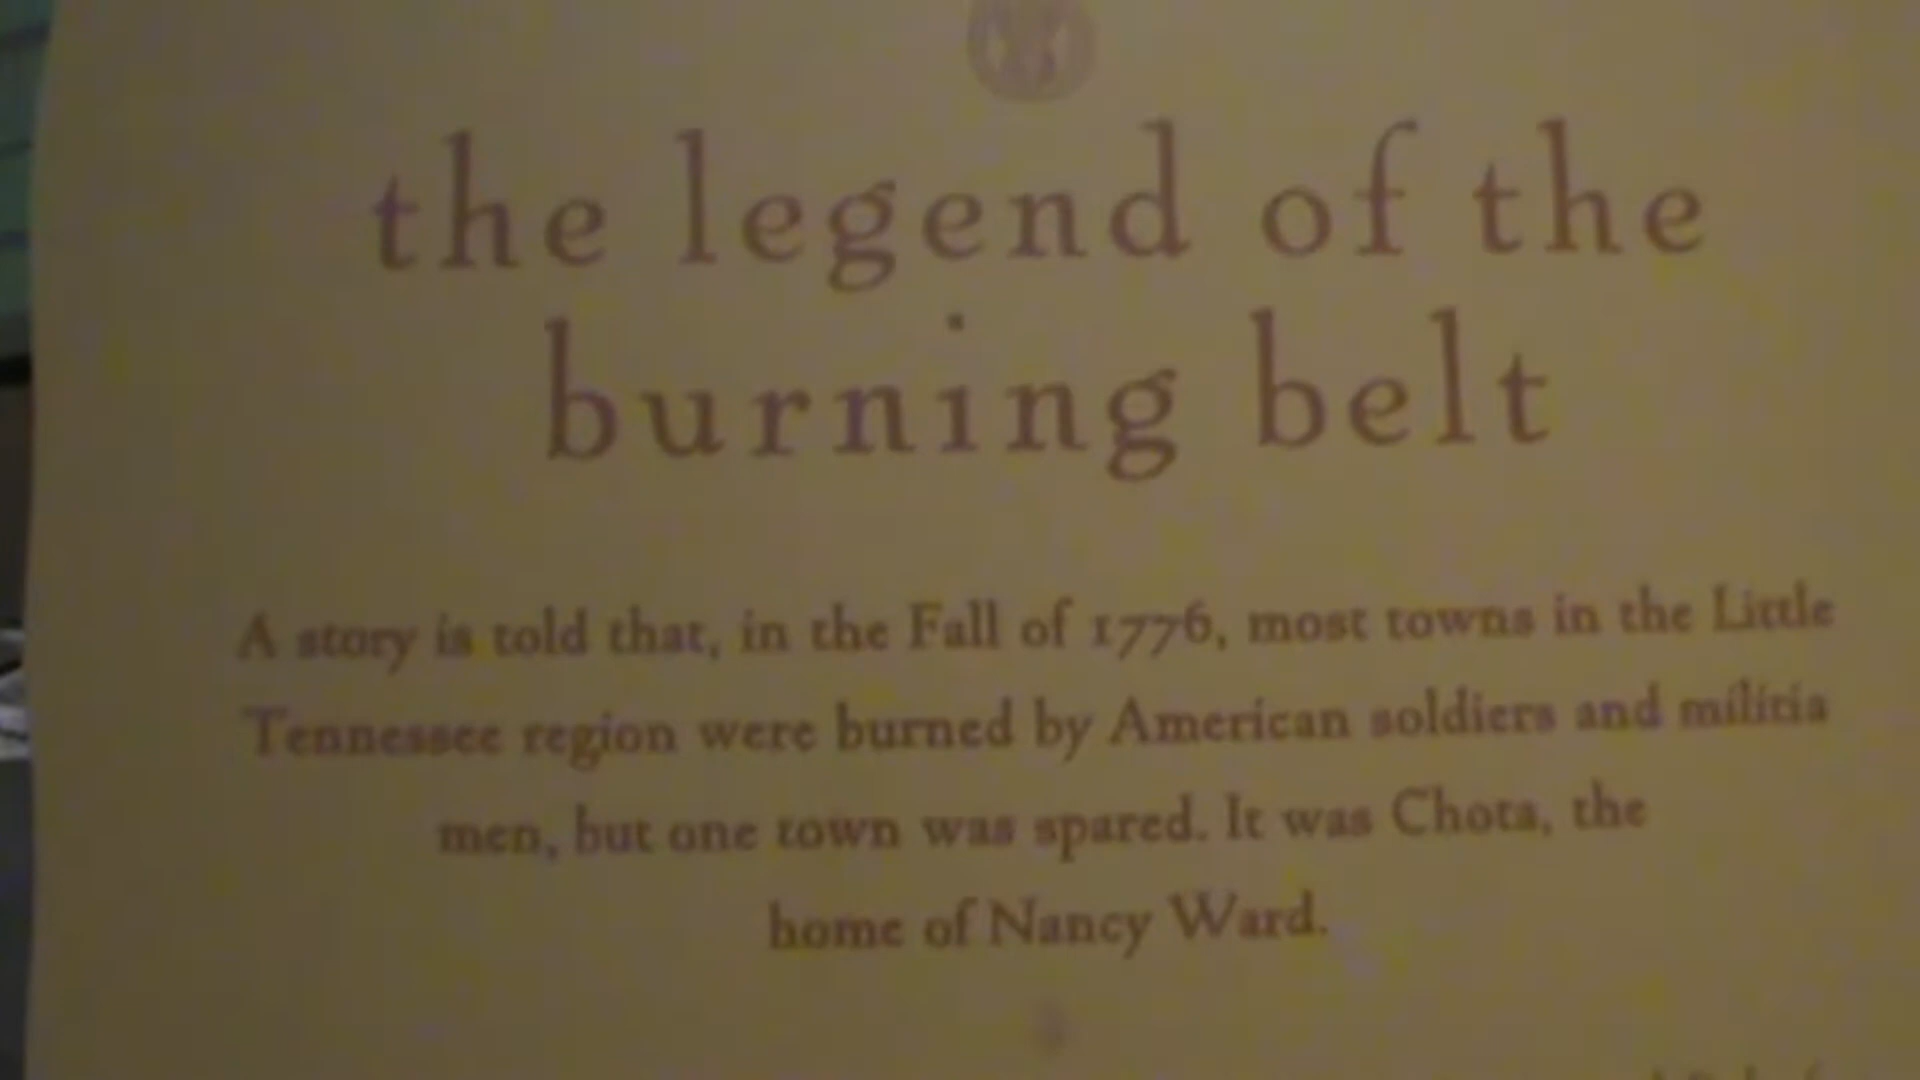 the legend of the
burning belt
A story is told that, in the Fall of 1776, most towns in the Little
Tennessee region were burned by American soldiers and militia
men, but one town was spared. It was Chota, the
home of Nancy Ward.